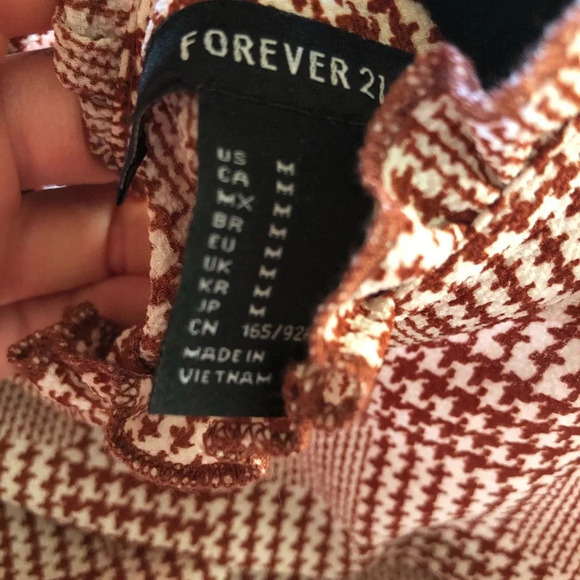 FOREVER 21
US M
CA M
MX M
BR M
EU M
UK M
KR M
JP M
CN 165/92
MADE IN
VIETNAM